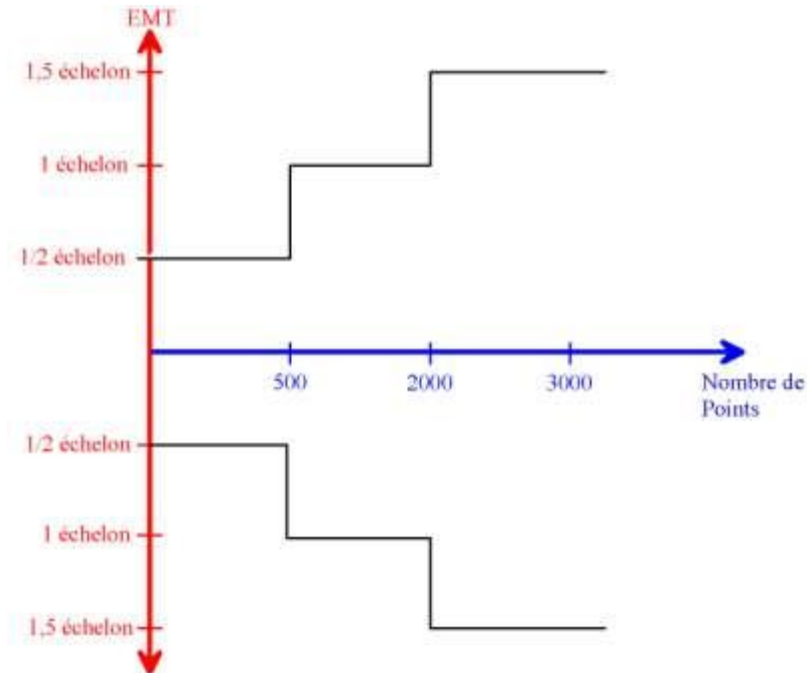 EMT
1,5 échelon
1 échelon
1/2 échelon
500
2000
3000
Nombre de
Points
1/2 échelon
1 échelon
1,5 échelon